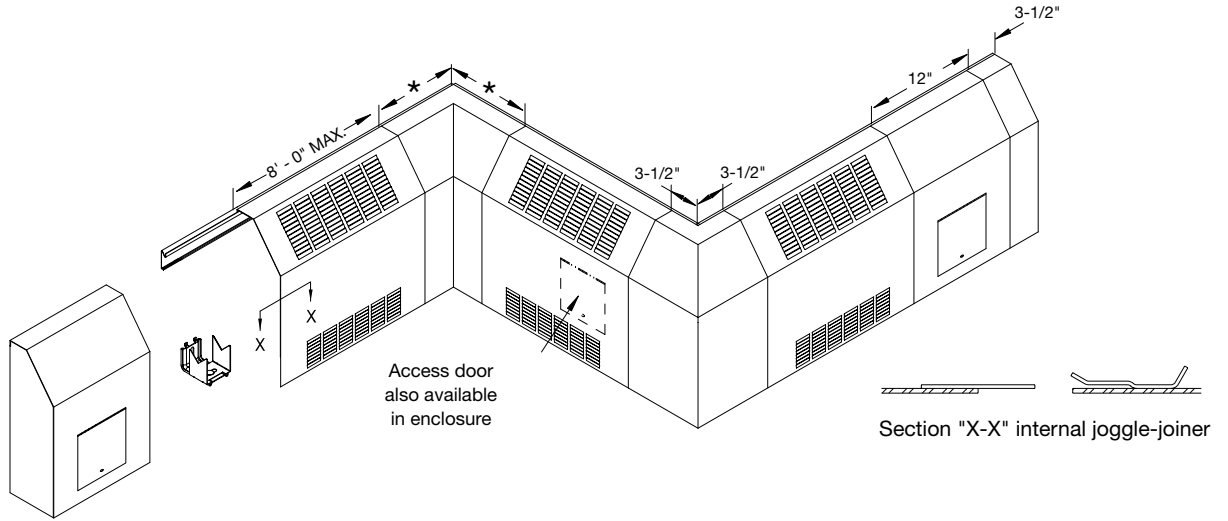 3-1/2"
12"
* *
8' - 0" MAX.
3-1/2" 3-1/2"
X
X
Access door
also available
in enclosure
Section "X-X" internal joggle-joiner